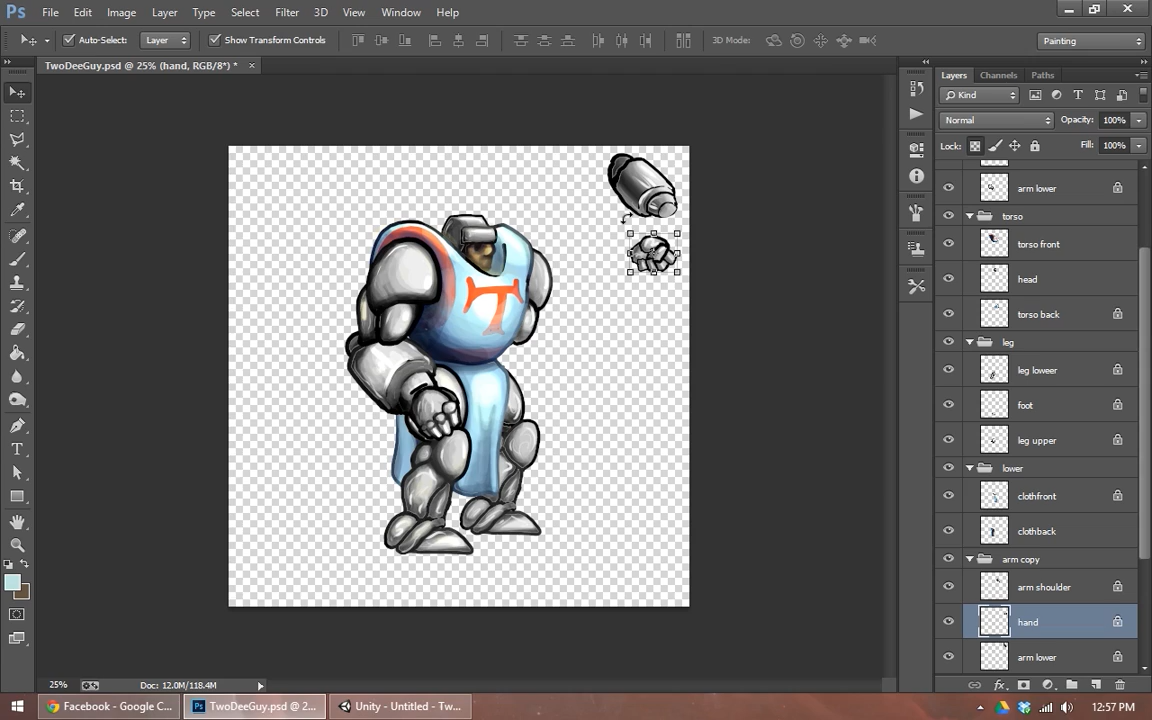 Ps File Edit Image Layer Type Select Filter 3D View Window Help
Auto-Select: Layer Show Transform Controls 3D Mode: Painting
TwoDeeGuy.psd @ 25% (hand, RGB/8*) * ×
Layers Channels Paths
Kind T
Normal Opacity: 100%
Lock: Fill: 100%
arm lower
torso
torso front
head
torso back
leg
leg loweer
foot
leg upper
lower
clothfront
clothback
arm copy
arm shoulder
hand
arm lower
T
T
25% Doc: 12.0M/118.4M
fx
Facebook - Google C... TwoDeeGuy.psd @ 2... Unity - Untitled - Tw... 12:57 PM